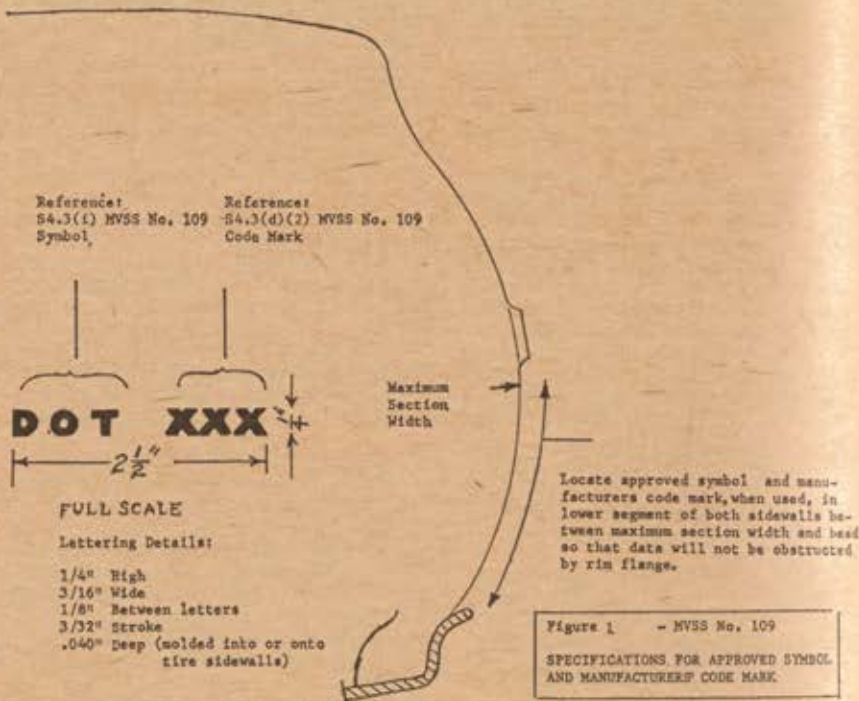 Reference:
S4.3(f) MVSS No. 109
Symbol
Reference:
S4.3(d)(2) MVSS No. 109
Code Mark
DOT XXX
1/4"
2 1/2"
FULL SCALE
Lettering Details:
1/4" High
3/16" Wide
1/8" Between letters
3/32" Stroke
.040" Deep (molded into or onto
tire sidewalls)
Maximum
Section
Width
Locate approved symbol and manu-
facturers code mark, when used, in
lower segment of both sidewalls be-
tween maximum section width and bead
so that data will not be obstructed
by rim flange.
Figure 1 - MVSS No. 109
SPECIFICATIONS FOR APPROVED SYMBOL
AND MANUFACTURERS' CODE MARK